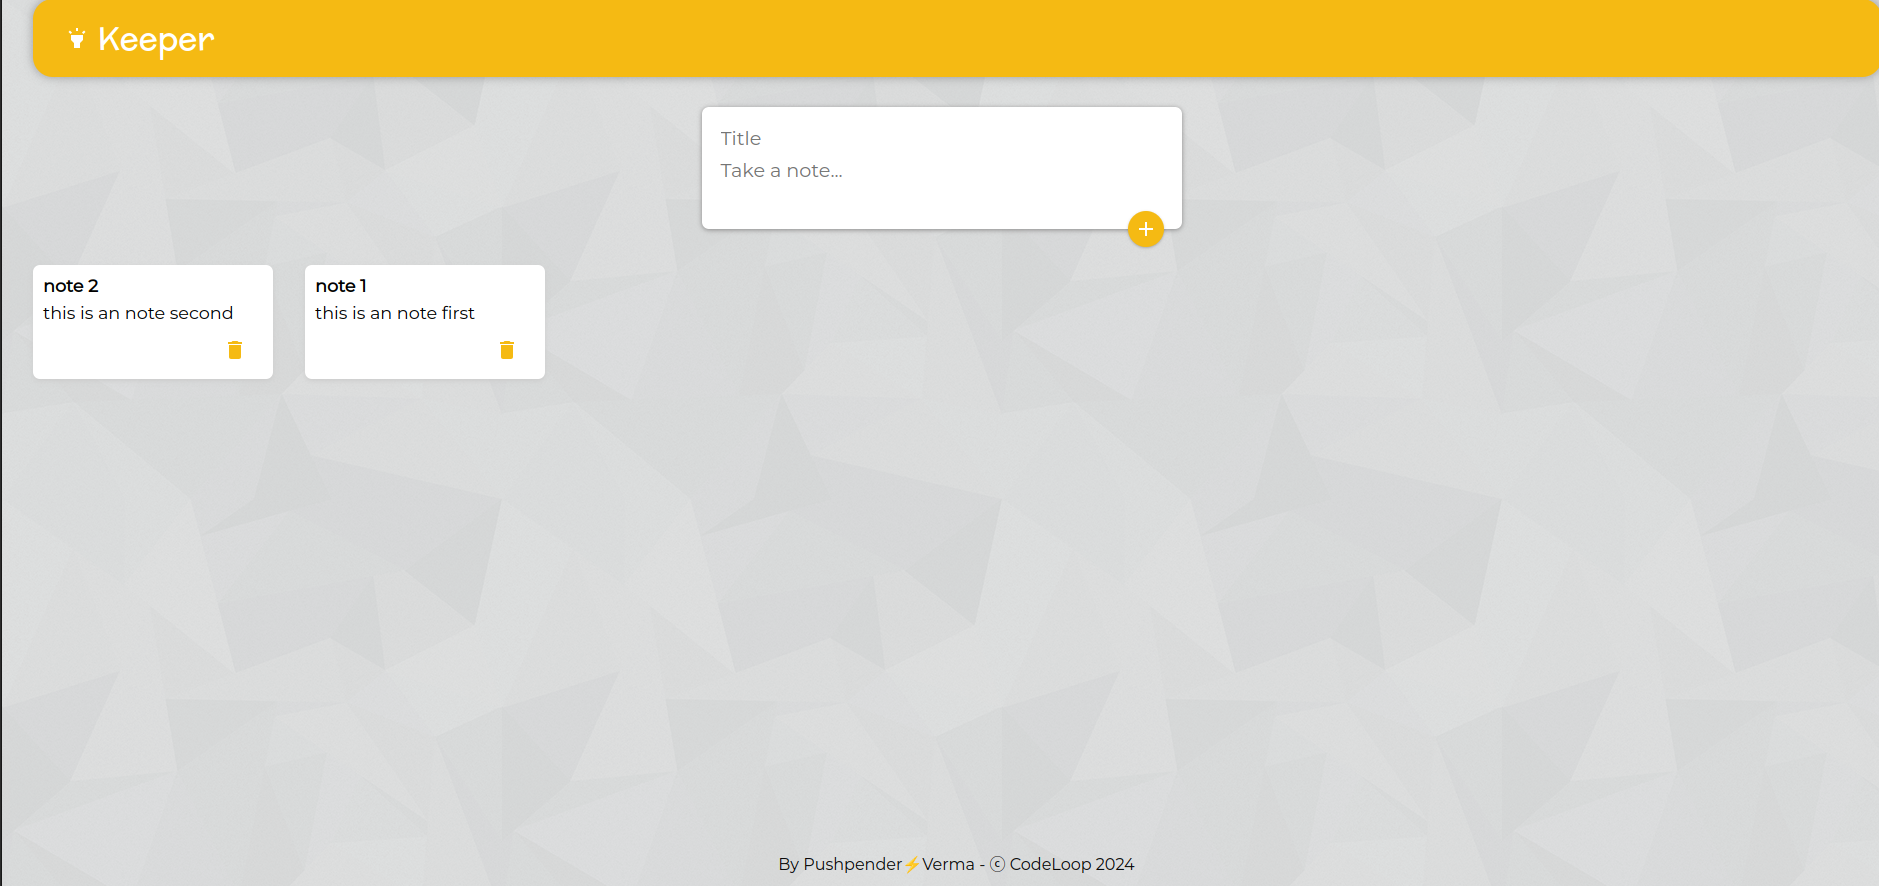 Keeper
Title
Take a note...
note 2
this is an note second
note 1
this is an note first
By Pushpender⚡Verma - ⓒ CodeLoop 2024